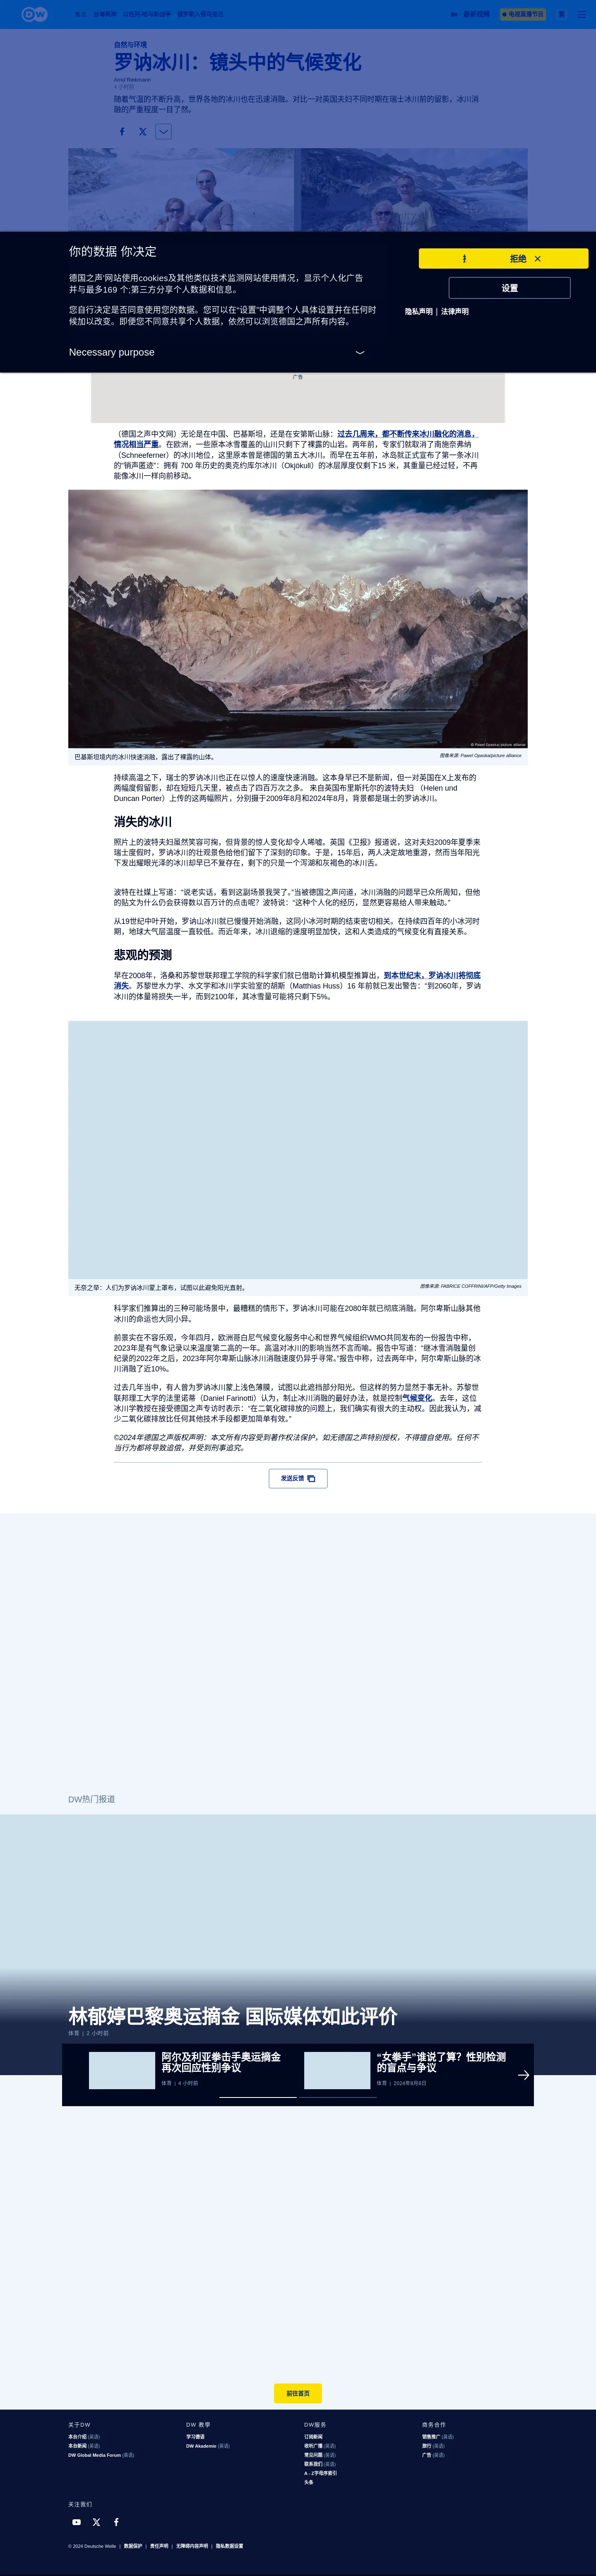 DW
台海两岸 以色列-哈马斯战争 俄罗斯入侵乌克兰
最新视频
电视直播节目
自然与环境
罗讷冰川：镜头中的气候变化
Arnd Riekmann
4 小时前
随着气温的不断升高，世界各地的冰川也在迅速消融。对比一对英国夫妇不同时期在瑞士冰川前的留影，冰川消
融的严重程度一目了然。
你的数据 你决定
拒绝
设置
隐私声明 | 法律声明
德国之声'网站使用cookies及其他类似技术监测网站使用情况，显示个人化广告
并与最多169 个;第三方分享个人数据和信息。
您自行决定是否同意使用您的数据。您可以在“设置”中调整个人具体设置并在任何时
候加以改变。即便您不同意共享个人数据，依然可以浏览德国之声所有内容。
Necessary purpose
广告
（德国之声中文网）无论是在中国、巴基斯坦，还是在安第斯山脉：过去几周来，都不断传来冰川融化的消息，
情况相当严重。在欧洲，一些原本冰雪覆盖的山川只剩下了裸露的山岩。两年前，专家们就取消了南施奈弗纳
（Schneeferner）的冰川地位，这里原本曾是德国的第五大冰川。而早在五年前，冰岛就正式宣布了第一条冰川
的“销声匿迹”：拥有 700 年历史的奥克约库尔冰川（Okjökull）的冰层厚度仅剩下15 米，其重量已经过轻，不再
能像冰川一样向前移动。
© Pawel Opaska/picture alliance
巴基斯坦境内的冰川快速消融，露出了裸露的山体。
图像来源: Pawel Opaska/picture alliance
持续高温之下，瑞士的罗讷冰川也正在以惊人的速度快速消融。这本身早已不是新闻，但一对英国在X上发布的
两幅度假留影，却在短短几天里，被点击了四百万次之多。 来自英国布里斯托尔的波特夫妇 （Helen und
Duncan Porter）上传的这两幅照片，分别摄于2009年8月和2024年8月，背景都是瑞士的罗讷冰川。
消失的冰川
照片上的波特夫妇虽然笑容可掬，但背景的惊人变化却令人唏嘘。英国《卫报》报道说，这对夫妇2009年夏季来
瑞士度假时，罗讷冰川的壮观景色给他们留下了深刻的印象。于是，15年后，两人决定故地重游，然而当年阳光
下发出耀眼光泽的冰川却早已不复存在，剩下的只是一个泻湖和灰褐色的冰川舌。
波特在社媒上写道：“说老实话，看到这副场景我哭了。”当被德国之声问道，冰川消融的问题早已众所周知，但他
的贴文为什么仍会获得数以百万计的点击呢？波特说：“这种个人化的经历，显然更容易给人带来触动。”
从19世纪中叶开始，罗讷山冰川就已慢慢开始消融，这同小冰河时期的结束密切相关。在持续四百年的小冰河时
期，地球大气层温度一直较低。而近年来，冰川退缩的速度明显加快，这和人类造成的气候变化有直接关系。
悲观的预测
早在2008年，洛桑和苏黎世联邦理工学院的科学家们就已借助计算机模型推算出，到本世纪末，罗讷冰川将彻底
消失。苏黎世水力学、水文学和冰川学实验室的胡斯（Matthias Huss）16 年前就已发出警告：“到2060年，罗讷
冰川的体量将损失一半，而到2100年，其冰雪量可能将只剩下5%。
无奈之举：人们为罗讷冰川蒙上罩布，试图以此避免阳光直射。
图像来源: FABRICE COFFRINI/AFP/Getty Images
科学家们推算出的三种可能场景中，最糟糕的情形下，罗讷冰川可能在2080年就已彻底消融。阿尔卑斯山脉其他
冰川的命运也大同小异。
前景实在不容乐观，今年四月，欧洲哥白尼气候变化服务中心和世界气候组织WMO共同发布的一份报告中称，
2023年是有气象记录以来温度第二高的一年。高温对冰川的影响当然不言而喻。报告中写道：“继冰雪消融量创
纪录的2022年之后，2023年阿尔卑斯山脉冰川消融速度仍异乎寻常。”报告中称，过去两年中，阿尔卑斯山脉的冰
川消融了近10%。
过去几年当中，有人曾为罗讷冰川蒙上浅色薄膜，试图以此遮挡部分阳光。但这样的努力显然于事无补。苏黎世
联邦理工大学的法里诺蒂（Daniel Farinotti）认为，制止冰川消融的最好办法，就是控制气候变化。去年，这位
冰川学教授在接受德国之声专访时表示：“在二氧化碳排放的问题上，我们确实有很大的主动权。因此我认为，减
少二氧化碳排放比任何其他技术手段都更加简单有效。”
©2024年德国之声版权声明：本文所有内容受到著作权法保护，如无德国之声特别授权，不得擅自使用。任何不
当行为都将导致追偿，并受到刑事追究。
发送反馈
DW热门报道
林郁婷巴黎奥运摘金 国际媒体如此评价
体育 | 2 小时前
阿尔及利亚拳击手奥运摘金
再次回应性别争议
体育 | 4 小时前
“女拳手”谁说了算？性别检测
的盲点与争议
体育 | 2024年8月8日
前往首页
关于DW
本台介绍 (英语)
本台新闻 (英语)
DW Global Media Forum (英语)
DW 教學
学习德语
DW Akademie (英语)
DW服务
订阅新闻
收听广播 (英语)
常见问题 (英语)
联系我们 (英语)
A - Z字母序索引
头条
商务合作
销售推广 (英语)
旅行 (英语)
广告 (英语)
关注我们
© 2024 Deutsche Welle | 数据保护 | 责任声明 | 无障碍内容声明 | 隐私数据设置